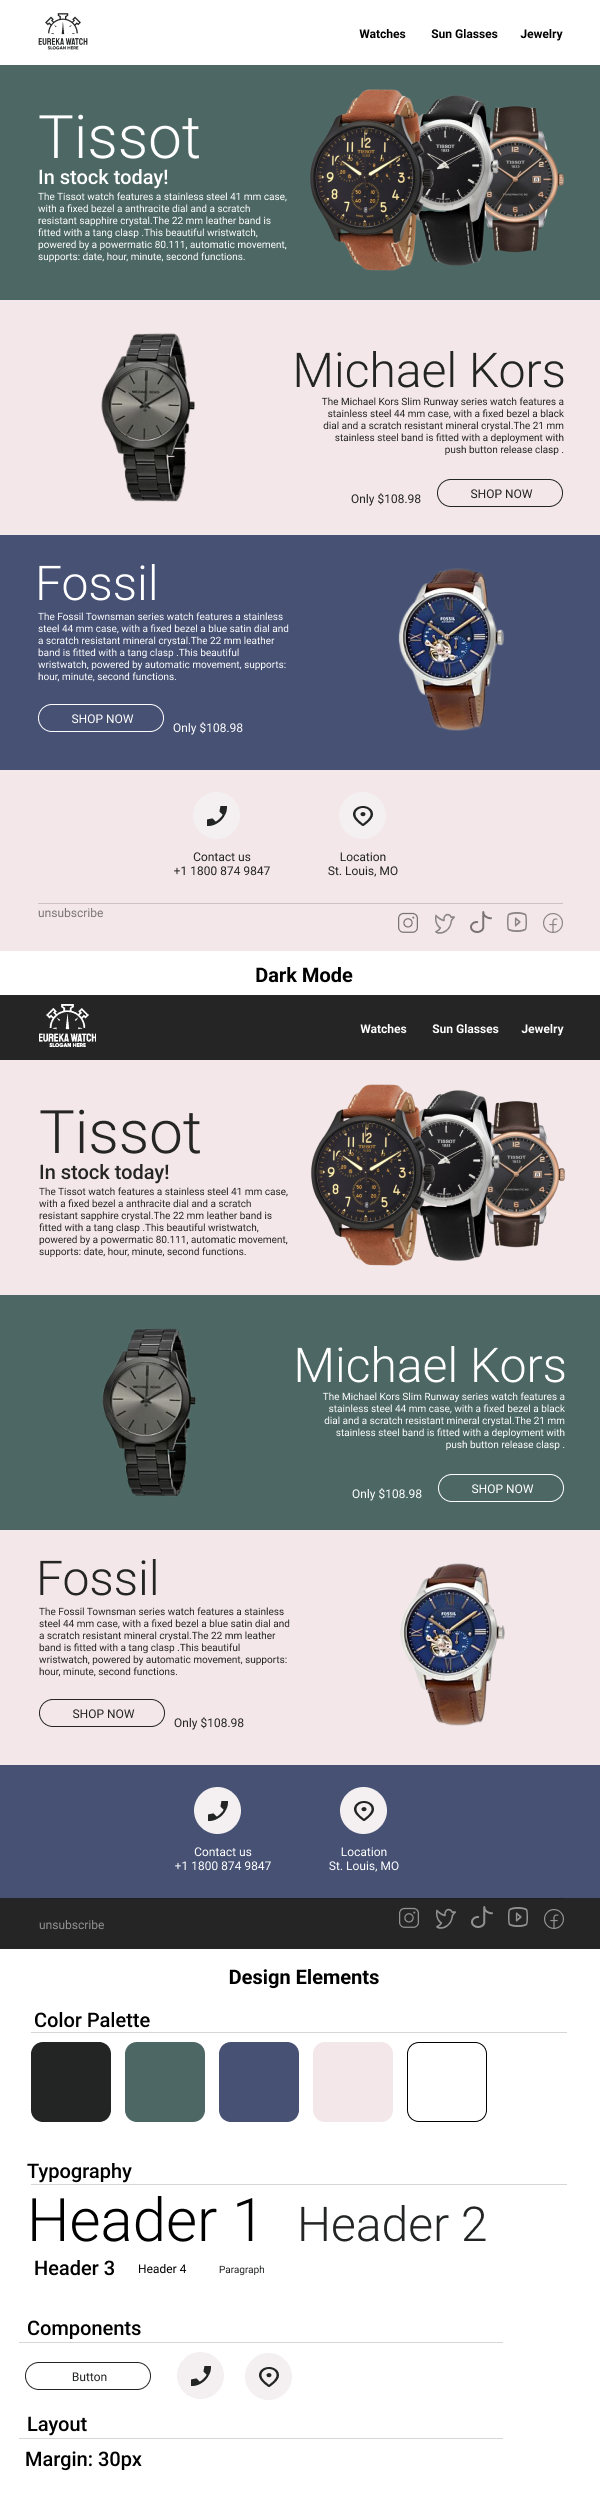 EUREKA WATCH
SLOGAN HERE
Watches Sun Glasses Jewelry
Tissot
In stock today!
The Tissot watch features a stainless steel 41 mm case,
with a fixed bezel a anthracite dial and a scratch
resistant sapphire crystal.The 22 mm leather band is
fitted with a tang clasp .This beautiful wristwatch,
powered by a powermatic 80.111, automatic movement,
supports: date, hour, minute, second functions.
Michael Kors
The Michael Kors Slim Runway series watch features a
stainless steel 44 mm case, with a fixed bezel a black
dial and a scratch resistant mineral crystal.The 21 mm
stainless steel band is fitted with a deployment with
push button release clasp .
Only $108.98 SHOP NOW
Fossil
The Fossil Townsman series watch features a stainless
steel 44 mm case, with a fixed bezel a blue satin dial and
a scratch resistant mineral crystal.The 22 mm leather
band is fitted with a tang clasp .This beautiful
wristwatch, powered by automatic movement, supports:
hour, minute, second functions.
SHOP NOW Only $108.98
Contact us
+1 1800 874 9847
Location
St. Louis, MO
unsubscribe
Dark Mode
EUREKA WATCH
SLOGAN HERE
Watches Sun Glasses Jewelry
Tissot
In stock today!
The Tissot watch features a stainless steel 41 mm case,
with a fixed bezel a anthracite dial and a scratch
resistant sapphire crystal.The 22 mm leather band is
fitted with a tang clasp .This beautiful wristwatch,
powered by a powermatic 80.111, automatic movement,
supports: date, hour, minute, second functions.
Michael Kors
The Michael Kors Slim Runway series watch features a
stainless steel 44 mm case, with a fixed bezel a black
dial and a scratch resistant mineral crystal.The 21 mm
stainless steel band is fitted with a deployment with
push button release clasp .
Only $108.98 SHOP NOW
Fossil
The Fossil Townsman series watch features a stainless
steel 44 mm case, with a fixed bezel a blue satin dial and
a scratch resistant mineral crystal.The 22 mm leather
band is fitted with a tang clasp .This beautiful
wristwatch, powered by automatic movement, supports:
hour, minute, second functions.
SHOP NOW Only $108.98
Contact us
+1 1800 874 9847
Location
St. Louis, MO
unsubscribe
Design Elements
Color Palette
Typography
Header 1 Header 2
Header 3 Header 4 Paragraph
Components
Button
Layout
Margin: 30px